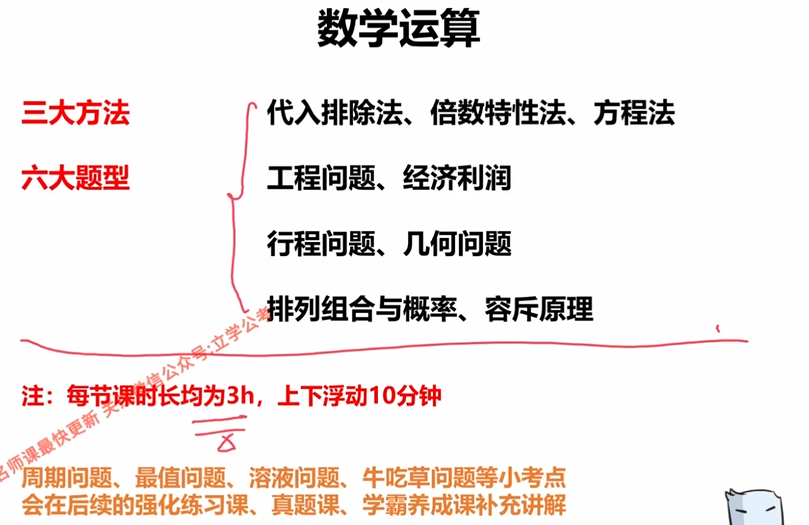 数学运算
三大方法 代入排除法、倍数特性法、方程法
六大题型 工程问题、经济利润
行程问题、几何问题
排列组合与概率、容斥原理
注：每节课时长均为3h，上下浮动10分钟
名师课最快更新 关注微信公众号:立学公考
周期问题、最值问题、溶液问题、牛吃草问题等小考点
会在后续的强化练习课、真题课、学霸养成课补充讲解